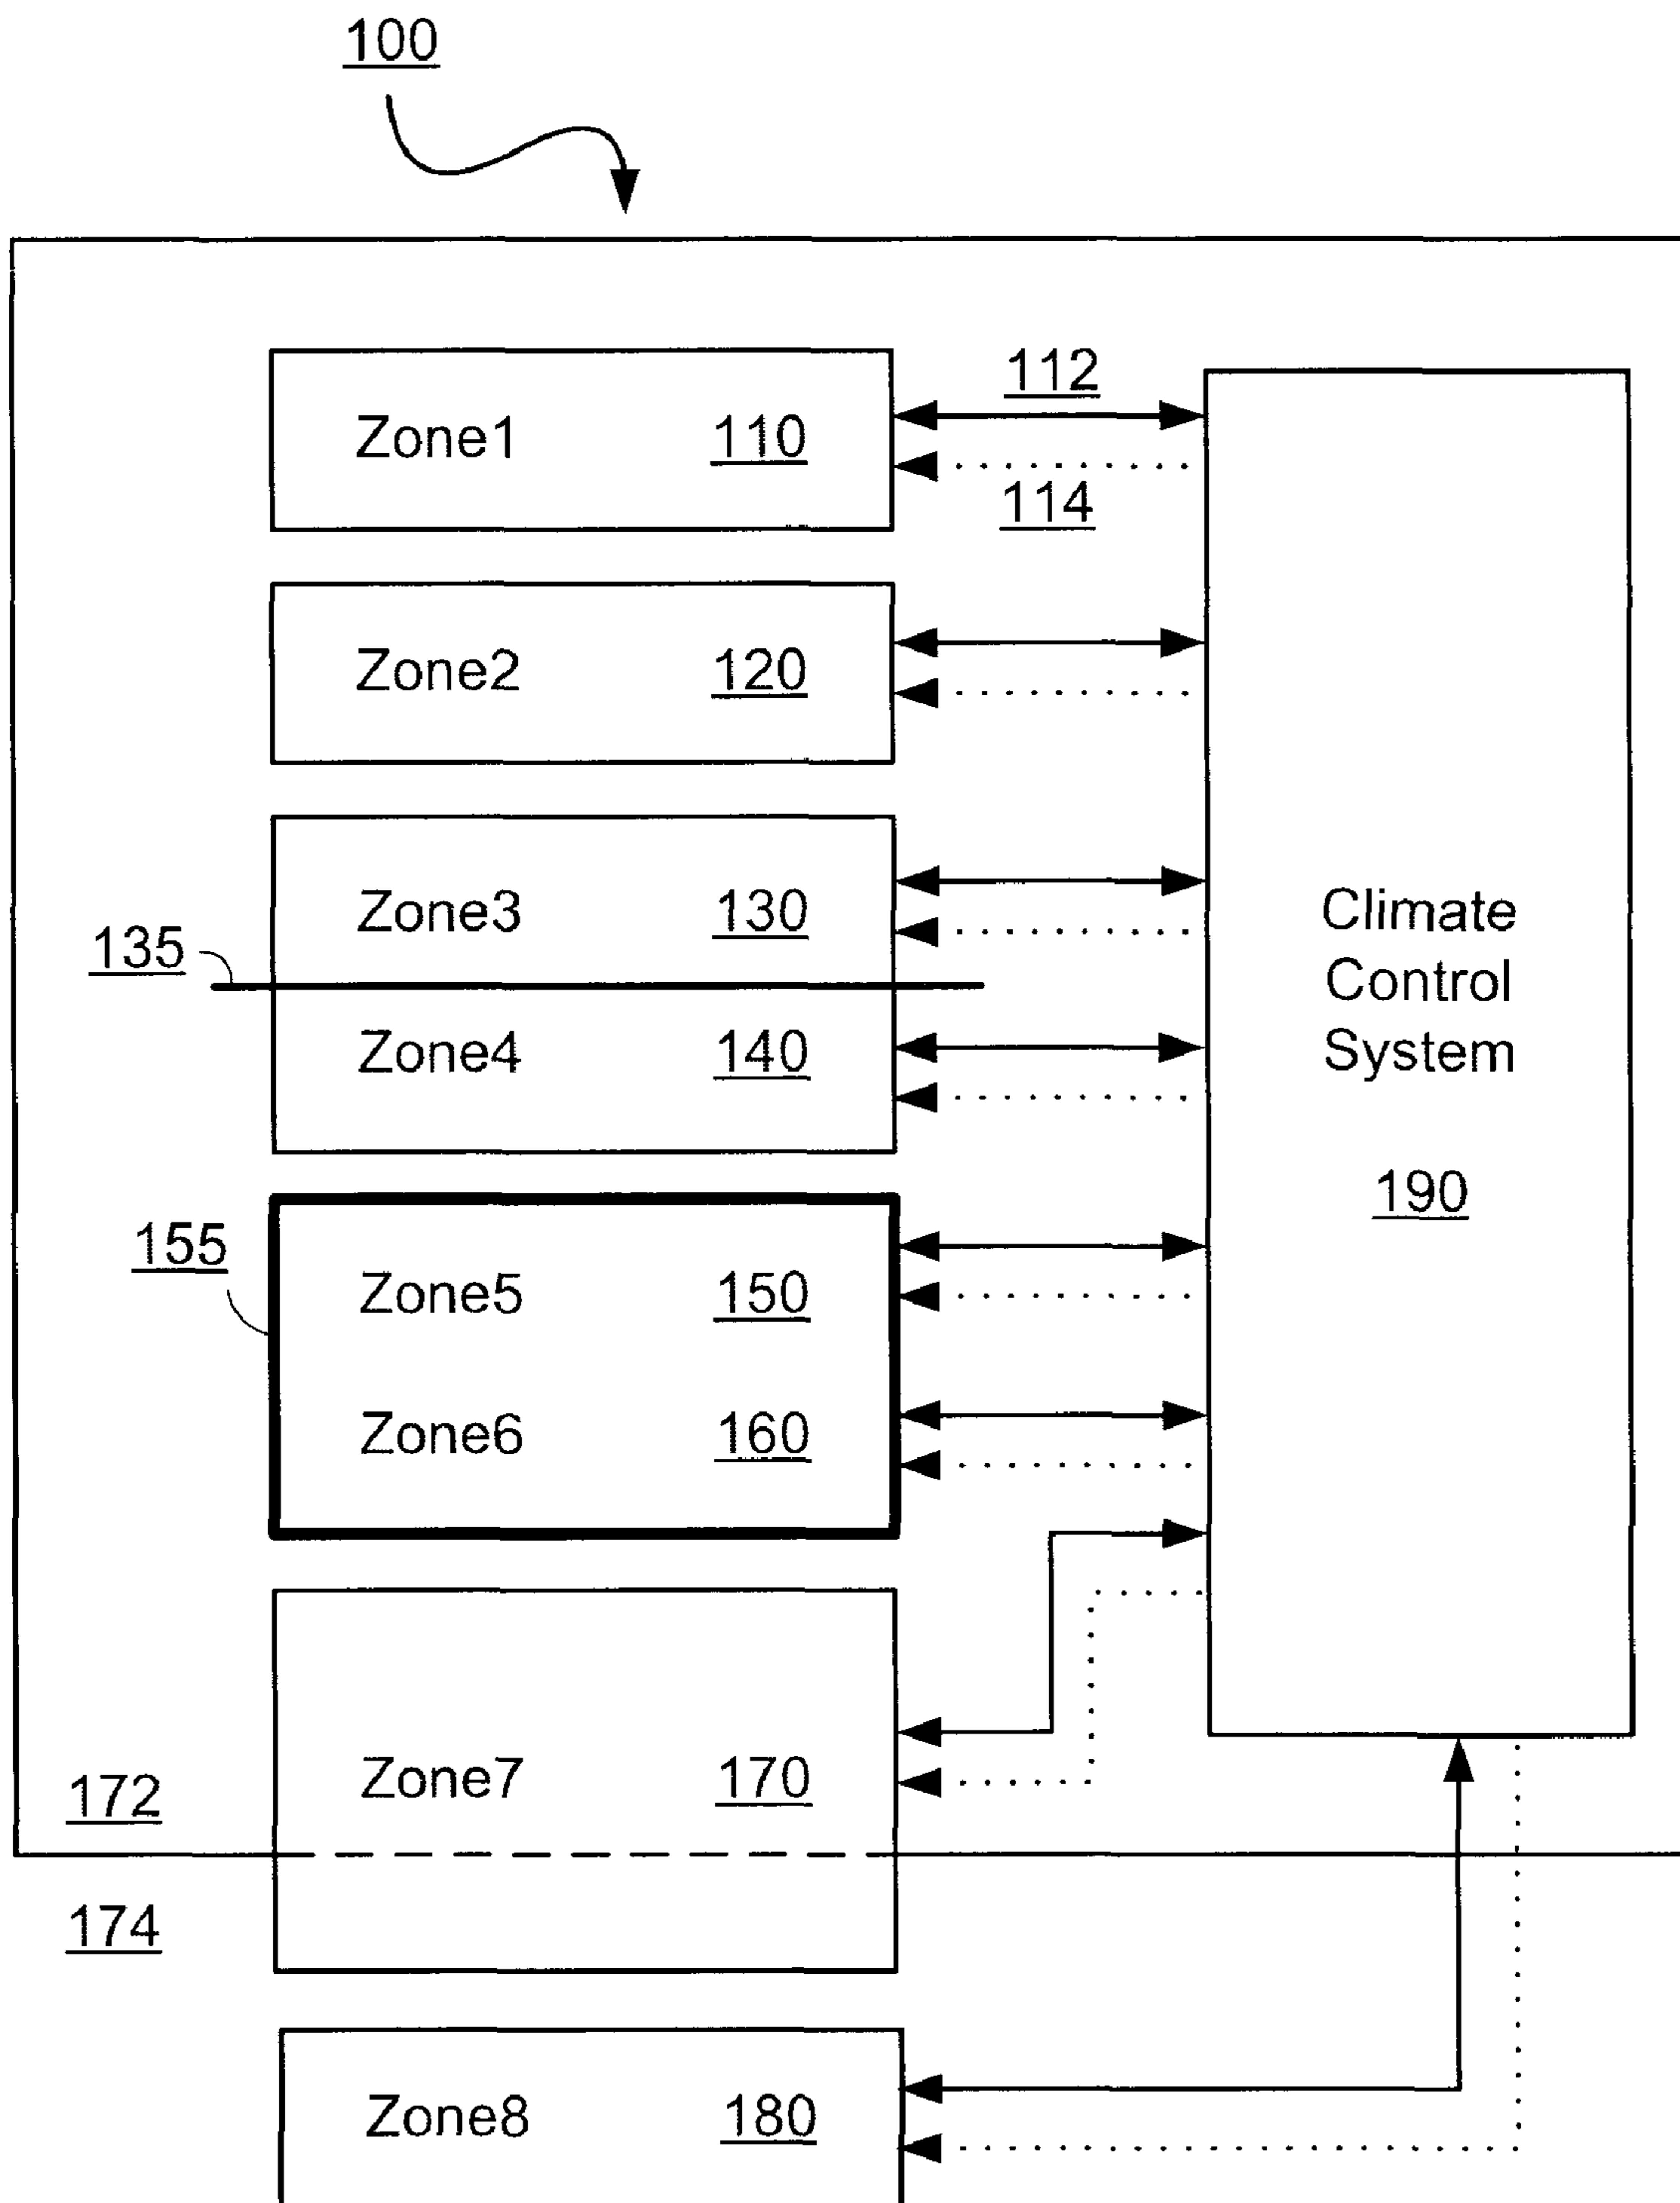 100
Zone1 110
112
114
Zone2 120
Zone3 130
135
Zone4 140
Climate
Control
System
190
155
Zone5 150
Zone6 160
Zone7 170
172
174
Zone8 180